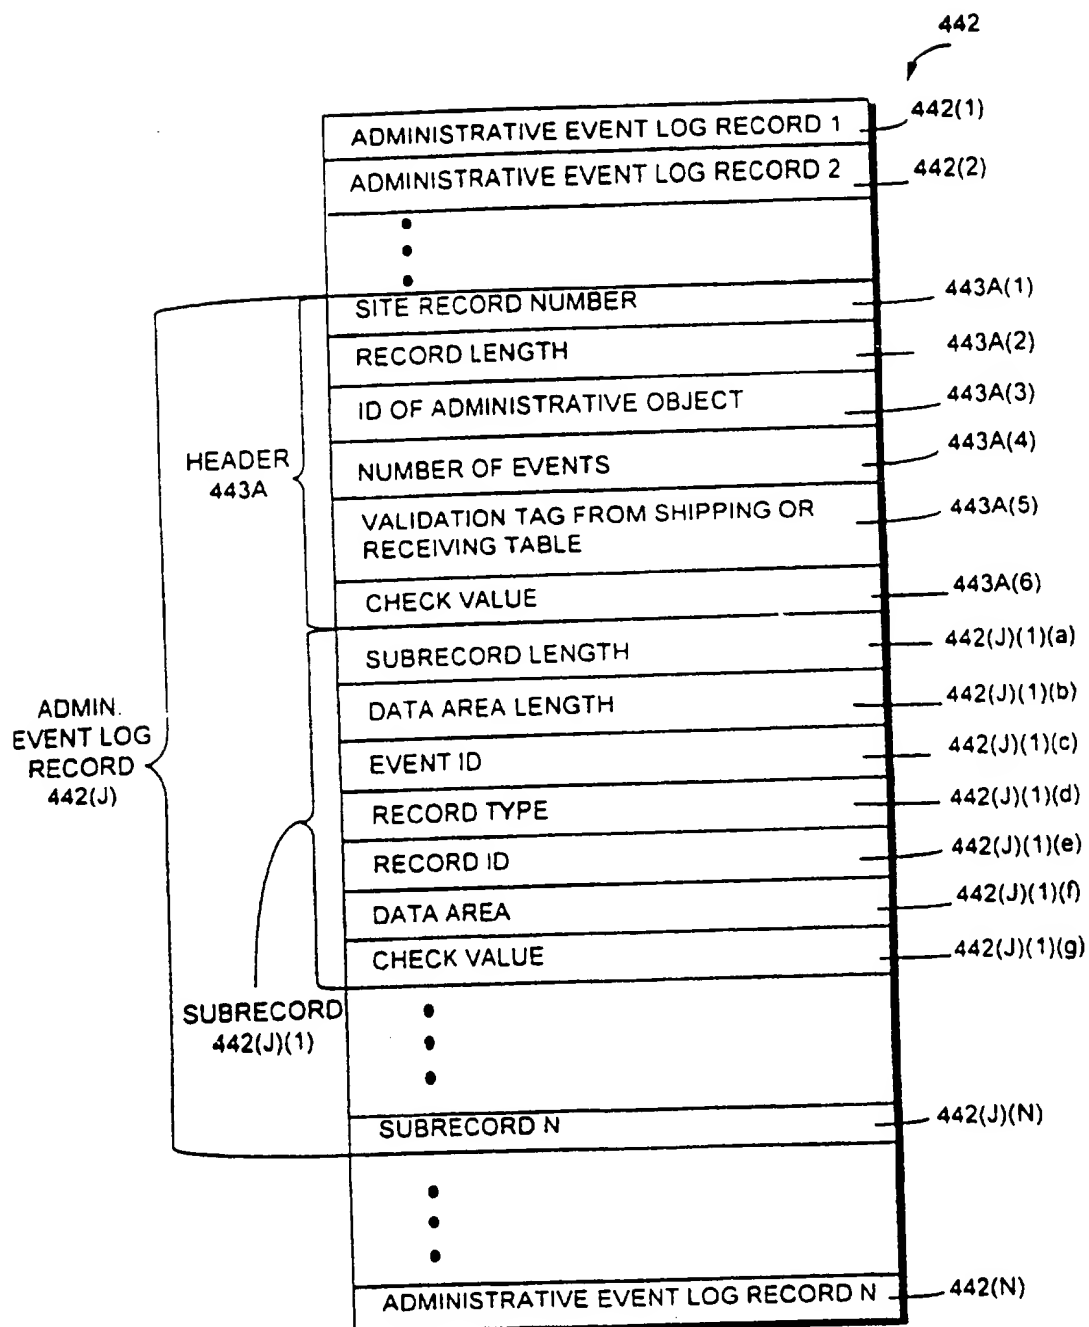 442
ADMINISTRATIVE EVENT LOG RECORD 1
442(1)
ADMINISTRATIVE EVENT LOG RECORD 2
442(2)
SITE RECORD NUMBER
443A(1)
RECORD LENGTH
443A(2)
ID OF ADMINISTRATIVE OBJECT
443A(3)
HEADER
443A
NUMBER OF EVENTS
443A(4)
VALIDATION TAG FROM SHIPPING OR
RECEIVING TABLE
443A(5)
CHECK VALUE
443A(6)
SUBRECORD LENGTH
442(J)(1)(a)
ADMIN.
EVENT LOG
RECORD
442(J)
DATA AREA LENGTH
442(J)(1)(b)
EVENT ID
442(J)(1)(c)
RECORD TYPE
442(J)(1)(d)
RECORD ID
442(J)(1)(e)
DATA AREA
442(J)(1)(f)
CHECK VALUE
442(J)(1)(g)
SUBRECORD
442(J)(1)
SUBRECORD N
442(J)(N)
ADMINISTRATIVE EVENT LOG RECORD N
442(N)